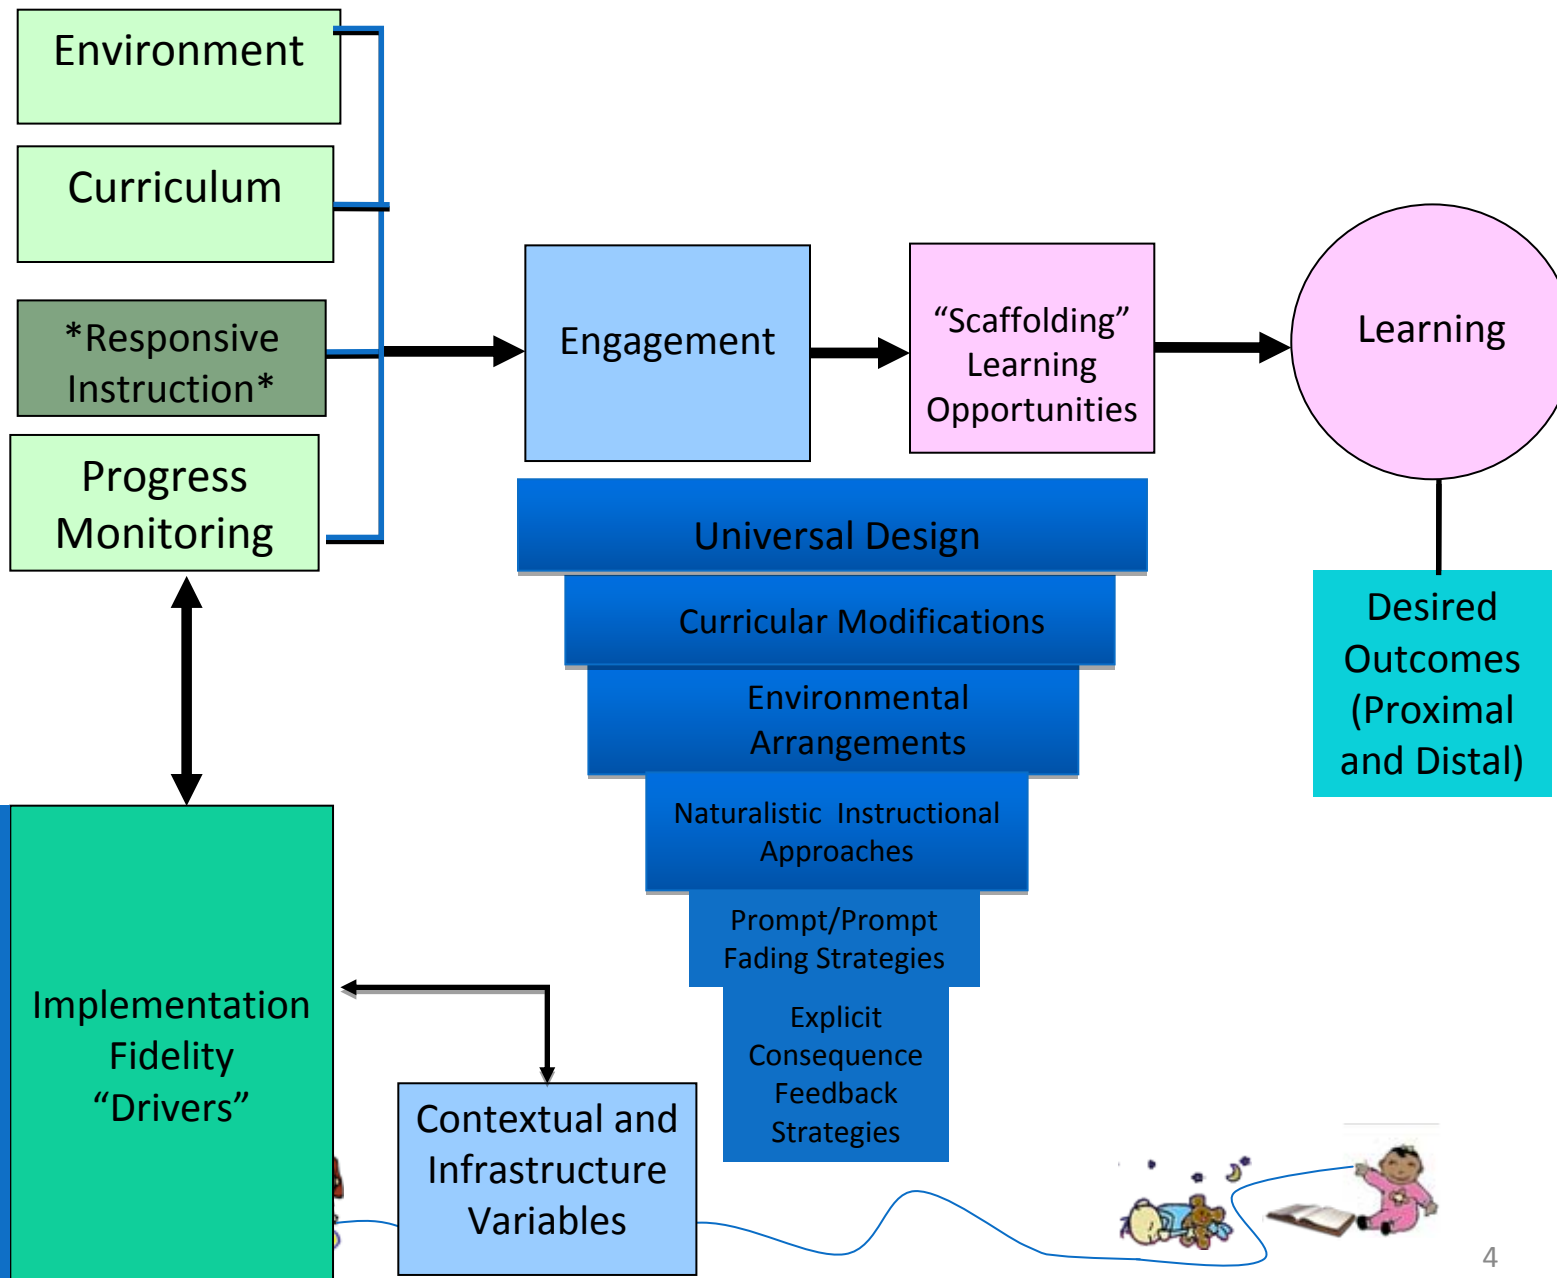 Environment
Curriculum
*Responsive
Instruction*
Progress
Monitoring
Engagement
“Scaffolding”
Learning
Opportunities
Learning
Universal Design
Curricular Modifications
Environmental
Arrangements
Naturalistic Instructional
Approaches
Prompt/Prompt
Fading Strategies
Explicit
Consequence
Feedback
Strategies
Desired
Outcomes
(Proximal
and Distal)
Implementation
Fidelity
“Drivers”
Contextual and
Infrastructure
Variables
4